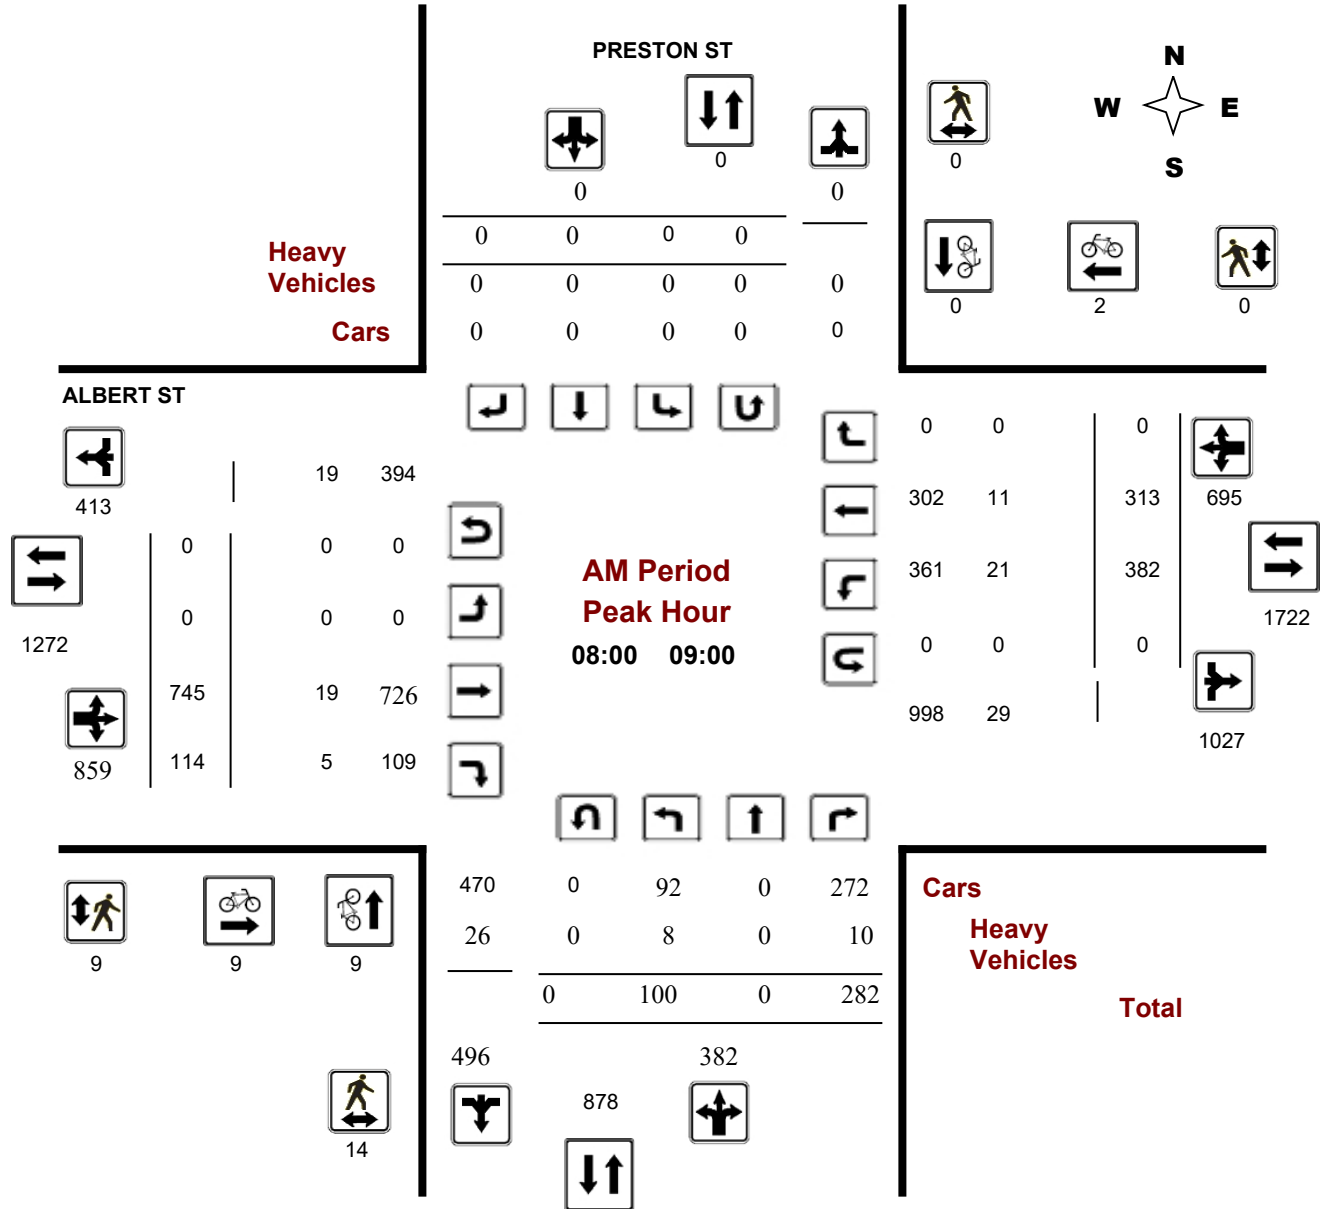 PRESTON ST
N
W E
S
0
0
0 0
0 0 0 0
Heavy
Vehicles
0 0 0 0 0
Cars
0 0 0 0 0
0 2 0
ALBERT ST
413
19 394
0 0 0
1272
0 0 0
745 19 726
859
114 5 109
AM Period
Peak Hour
08:00 09:00
0 0 0
302 11 313 695
361 21 382
1722
0 0 0
998 29
1027
9 9 9
14
470 0 92 0 272
26 0 8 0 10
0 100 0 282
496 382
878
Cars
Heavy
Vehicles
Total